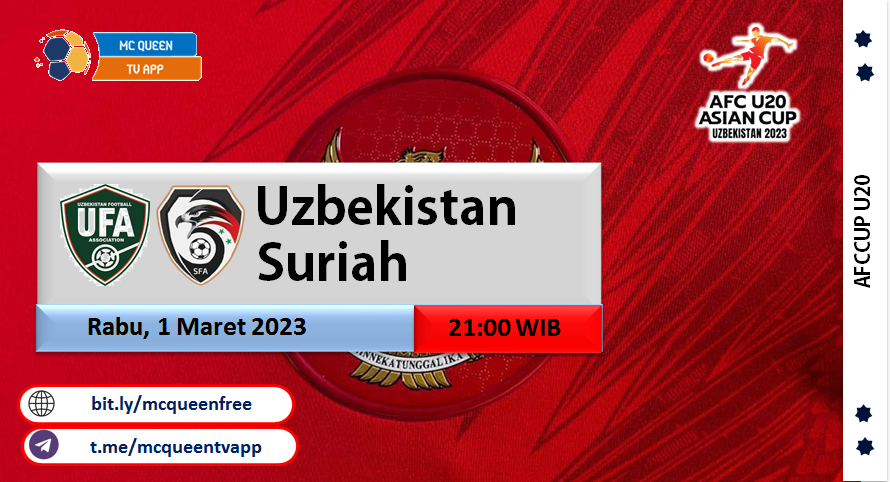 MC QUEEN
TV APP
AFC U20
ASIAN CUP
UZBEKISTAN 2023
UZBEKISTAN FOOTBALL
UFA
ASSOCIATION
SFA
Uzbekistan
Suriah
Rabu, 1 Maret 2023
21:00 WIB
INNEKATUNGGALIKA
bit.ly/mcqueenfree
t.me/mcqueentvapp
AFCCUP U20